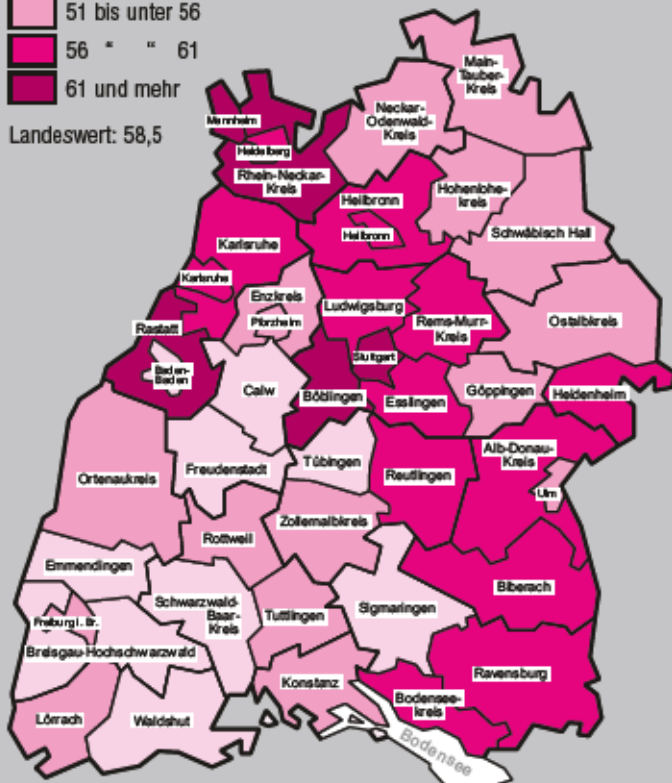 51 bis unter 56
56 “ “ 61
61 und mehr
Landeswert: 58,5
Main-
Tauber-
Kreis
Neckar-
Odenwald-
Kreis
Mannheim
Heidelberg
Rhein-Neckar-
Kreis
Hohenlohe-
kreis
Heilbronn
Heilbronn
Schwäbisch Hall
Karlsruhe
Karlsruhe
Enzkreis
Pforzheim
Ludwigsburg
Rems-Murr-
Kreis
Ostalbkreis
Rastatt
Baden-
Baden
Stuttgart
Calw
Böblingen
Esslingen
Göppingen
Heidenheim
Alb-Donau-
Kreis
Ulm
Tübingen
Freudenstadt
Reutlingen
Ortenaukreis
Zollernalbkreis
Rottweil
Emmendingen
Biberach
Schwarzwald-
Baar-
Kreis
Tuttlingen
Sigmaringen
Freiburg i. Br.
Breisgau-Hochschwarzwald
Konstanz
Ravensburg
Bodensee-
kreis
Lörrach
Waldshut
Bodensee